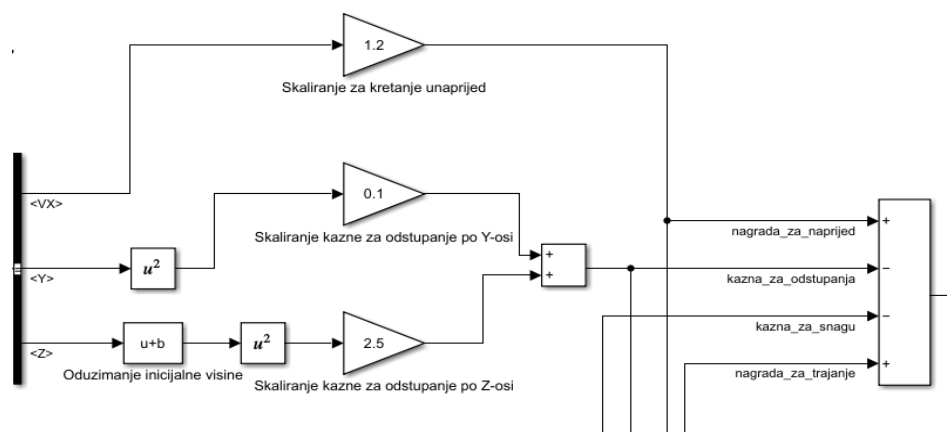 1.2
Skaliranje za kretanje unaprijed
<VX>
0.1
Skaliranje kazne za odstupanje po Y-osi
<Y>
u²
+
+
<Z>
u+b
Oduzimanje inicijalne visine
u²
2.5
Skaliranje kazne za odstupanje po Z-osi
+
nagrada_za_naprijed
−
kazna_za_odstupanja
−
kazna_za_snagu
+
nagrada_za_trajanje